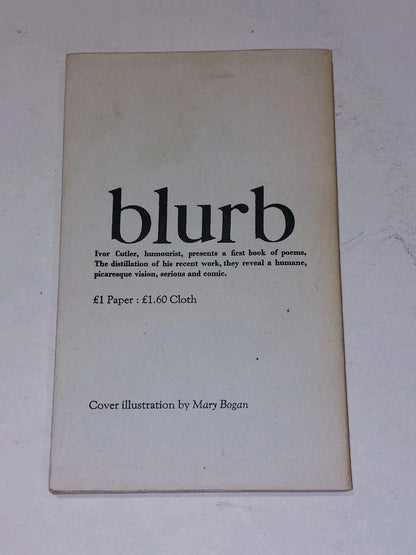 blurb
Ivor Cutler, humourist, presents a first book of poems.
The distillation of his recent work, they reveal a humane,
picaresque vision, serious and comic.
£1 Paper : £1.60 Cloth
Cover illustration by Mary Bogan